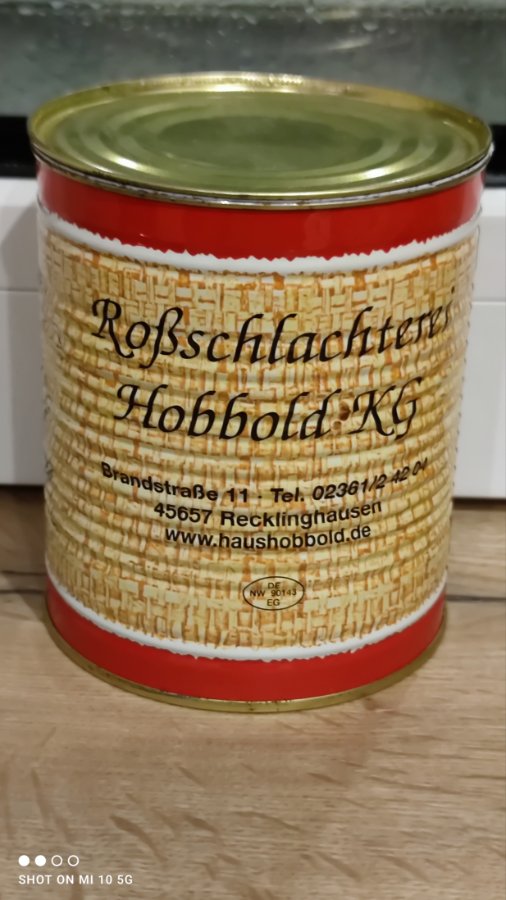 Roßschlachterei
Hobbold KG
Brandstraße 11 · Tel. 02361/2 42 04
45657 Recklinghausen
www.haushobbold.de
DE
NW 90143
EG
SHOT ON MI 10 5G